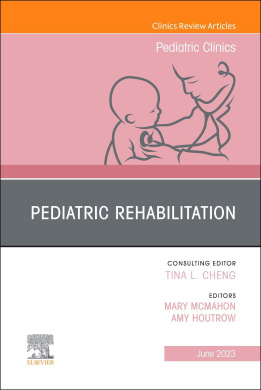 Clinics Review Articles
Pediatric Clinics
PEDIATRIC REHABILITATION
CONSULTING EDITOR
TINA L. CHENG
EDITORS
MARY MCMAHON
AMY HOUTROW
ELSEVIER
June 2023